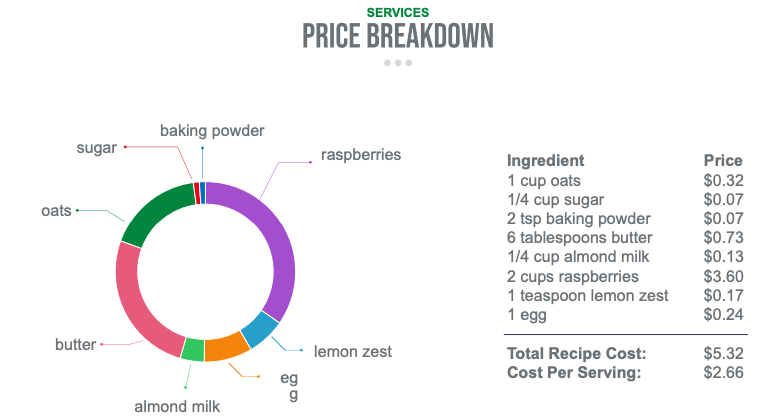 SERVICES
PRICE BREAKDOWN
baking powder
sugar
raspberries
oats
butter
lemon zest
eg
g
almond milk
Ingredient Price
1 cup oats $0.32
1/4 cup sugar $0.07
2 tsp baking powder $0.07
6 tablespoons butter $0.73
1/4 cup almond milk $0.13
2 cups raspberries $3.60
1 teaspoon lemon zest $0.17
1 egg $0.24
Total Recipe Cost: $5.32
Cost Per Serving: $2.66